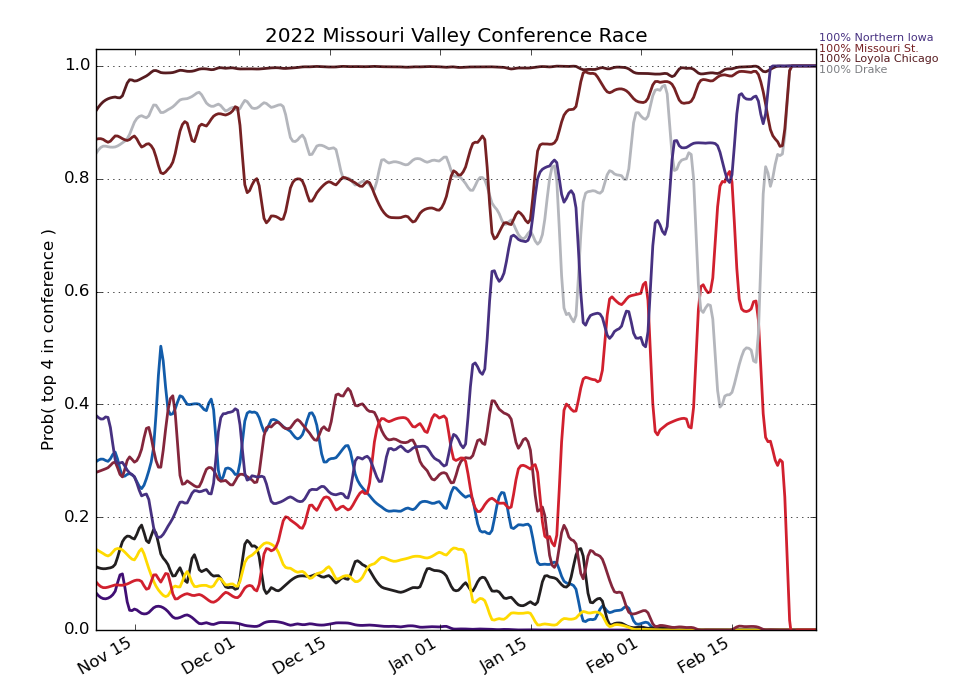 2022 Missouri Valley Conference Race
100% Northern Iowa
100% Missouri St.
100% Loyola Chicago
100% Drake
Prob( top 4 in conference )
1.0
0.8
0.6
0.4
0.2
0.0
Nov 15
Dec 01
Dec 15
Jan 01
Jan 15
Feb 01
Feb 15